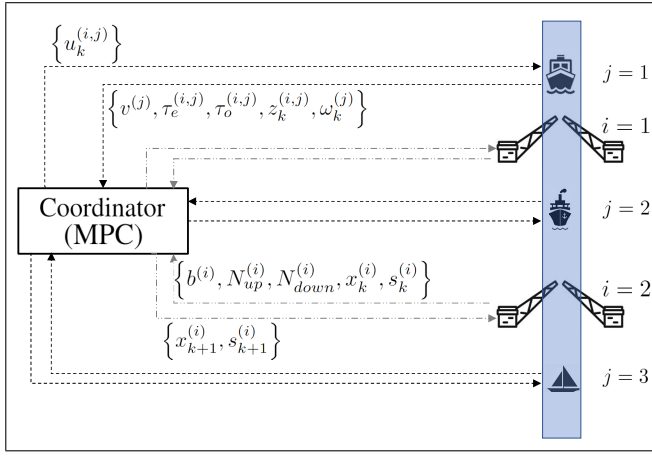 {u_k^{(i,j)}}
j = 1
{v^{(j)}, τ_e^{(i,j)}, τ_o^{(i,j)}, z_k^{(i,j)}, ω_k^{(j)}}
i = 1
Coordinator
(MPC)
j = 2
{b^{(i)}, N_{up}^{(i)}, N_{down}^{(i)}, x_k^{(i)}, s_k^{(i)}}
i = 2
{x_{k+1}^{(i)}, s_{k+1}^{(i)}}
j = 3